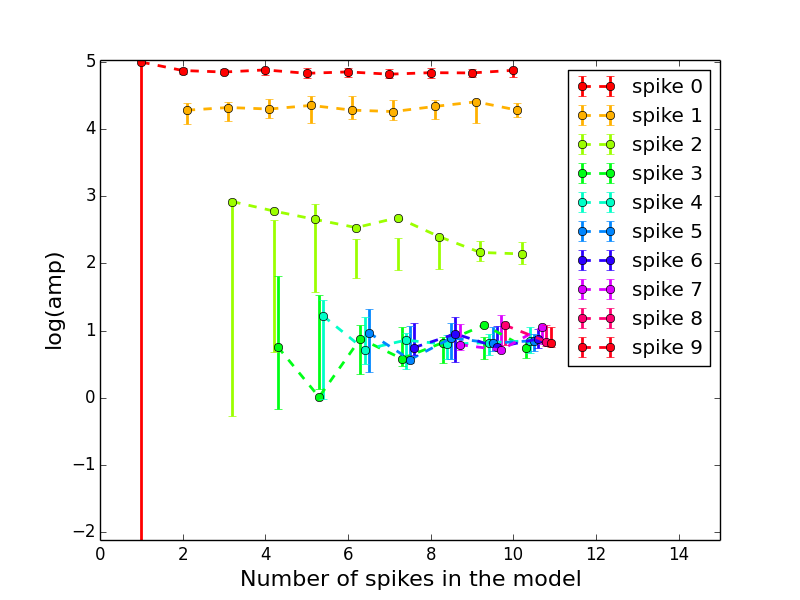 5
4
3
2
1
0
−1
−2
log(amp)
0 2 4 6 8 10 12 14
Number of spikes in the model
spike 0
spike 1
spike 2
spike 3
spike 4
spike 5
spike 6
spike 7
spike 8
spike 9